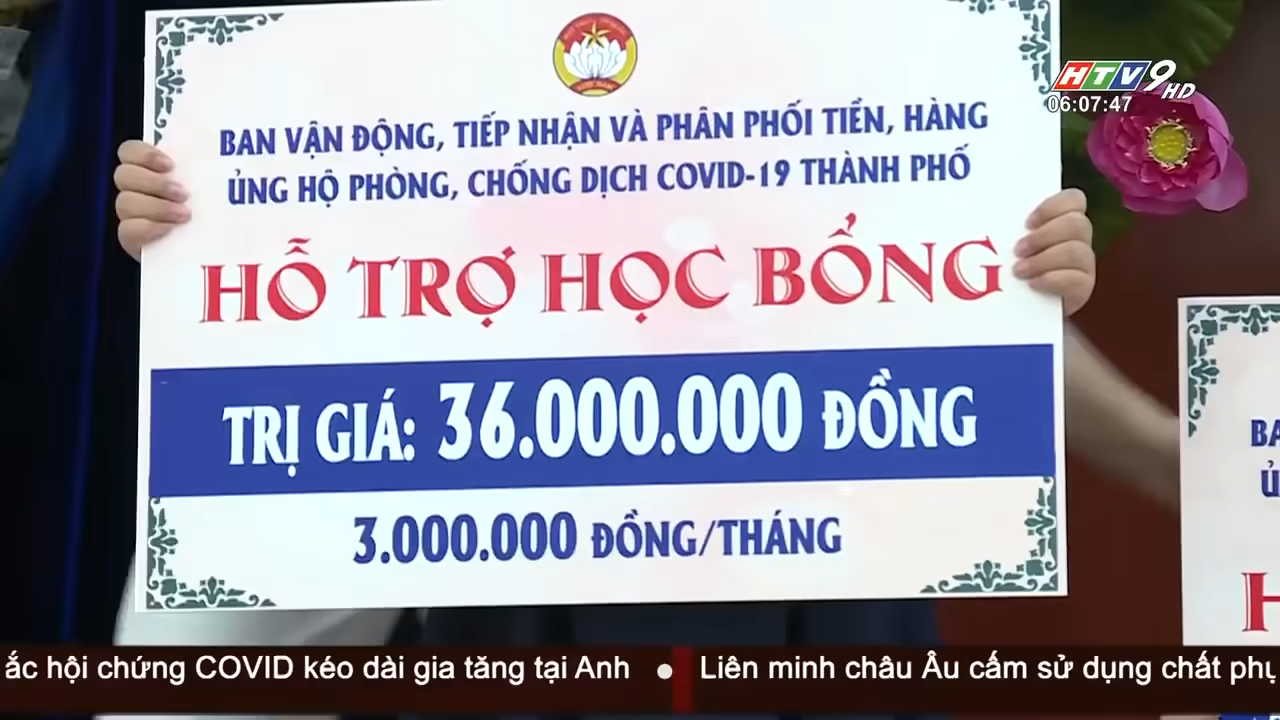 HTV9 HD
06:07:47
BAN VẬN ĐỘNG, TIẾP NHẬN VÀ PHÂN PHỐI TIỀN, HÀNG
ỦNG HỘ PHÒNG, CHỐNG DỊCH COVID-19 THÀNH PHỐ
HỖ TRỢ HỌC BỔNG
TRỊ GIÁ: 36.000.000 ĐỒNG
3.000.000 ĐỒNG/THÁNG
ắc hội chứng COVID kéo dài gia tăng tại Anh ● Liên minh châu Âu cấm sử dụng chất phụ